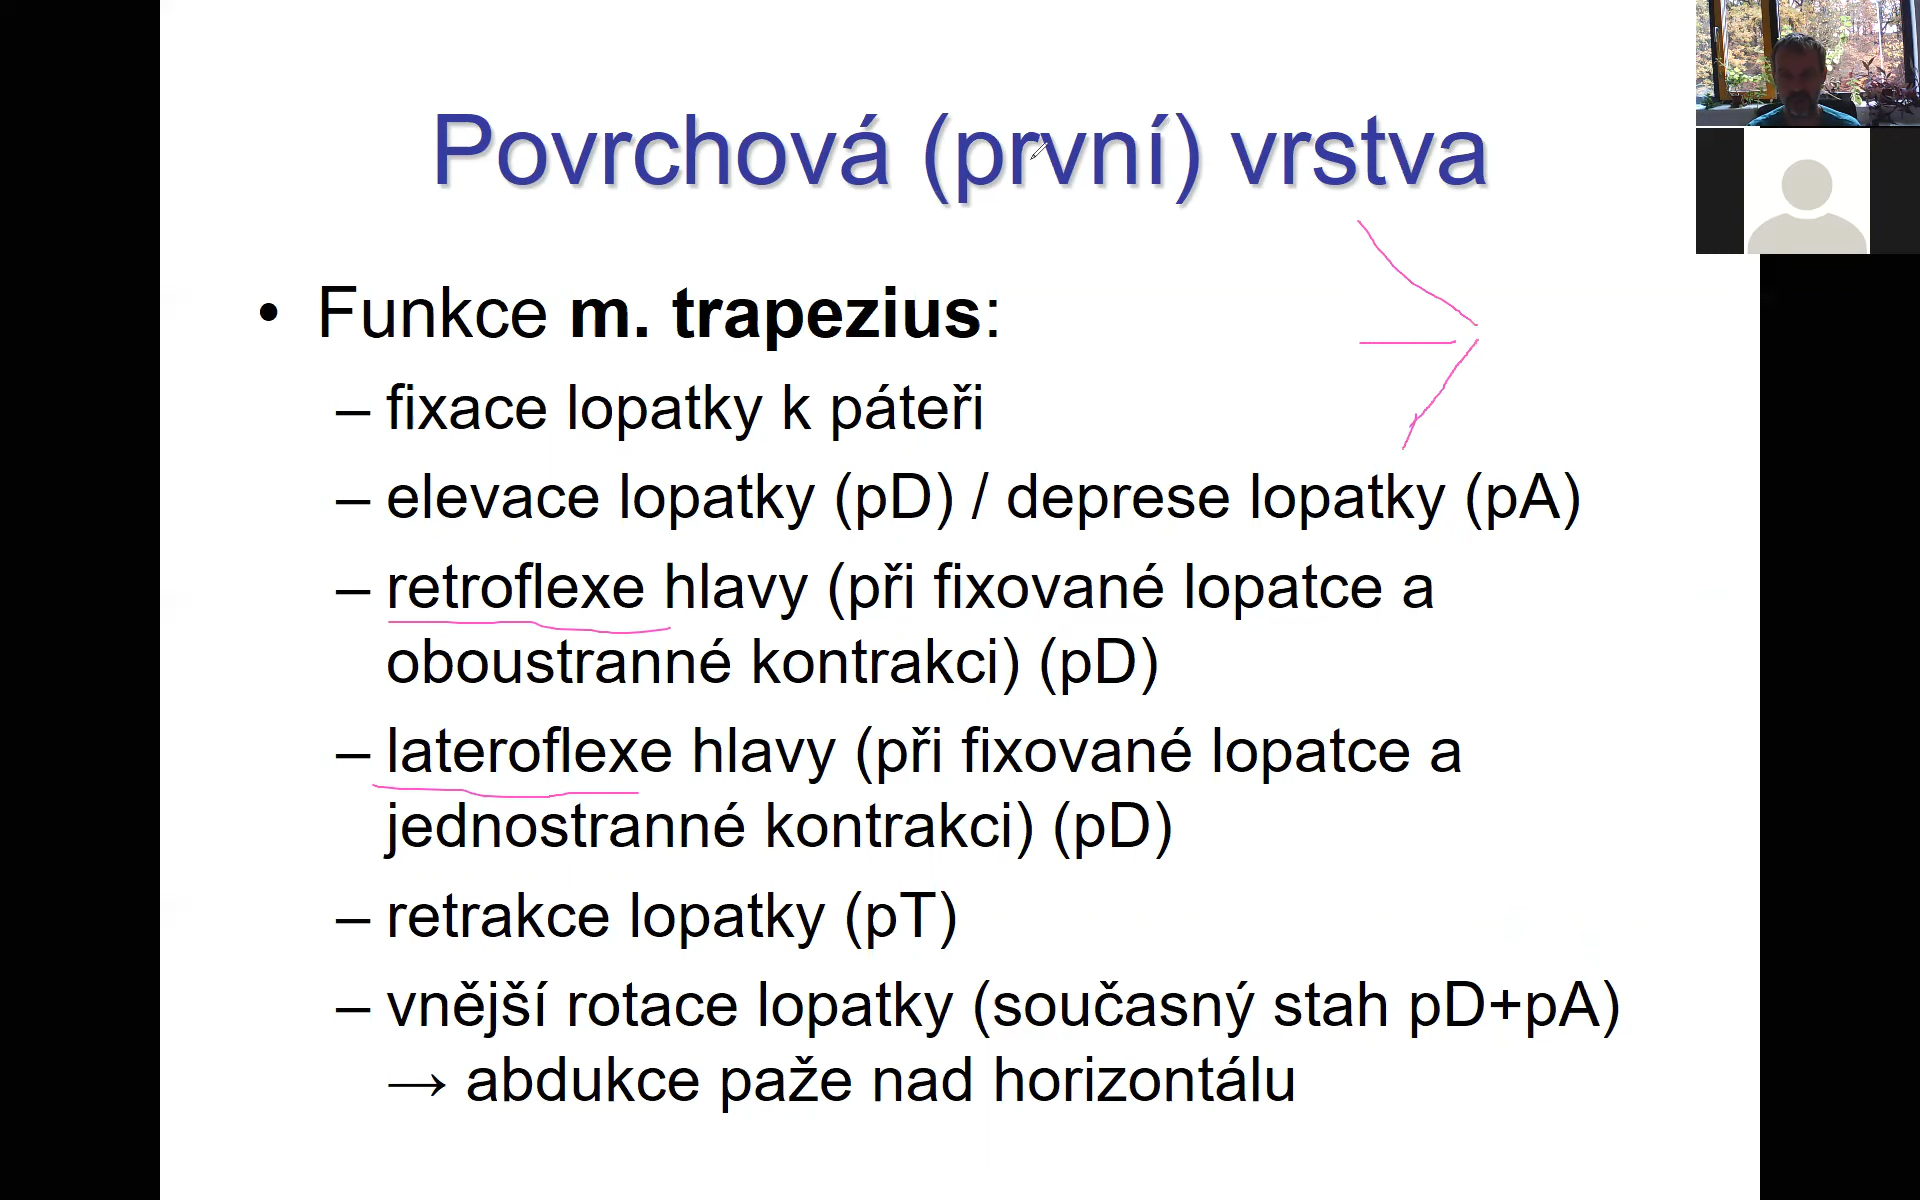 Povrchová (první) vrstva
• Funkce m. trapezius:
– fixace lopatky k páteři
– elevace lopatky (pD) / deprese lopatky (pA)
– retroflexe hlavy (při fixované lopatce a
oboustranné kontrakci) (pD)
– lateroflexe hlavy (při fixované lopatce a
jednostranné kontrakci) (pD)
– retrakce lopatky (pT)
– vnější rotace lopatky (současný stah pD+pA)
→ abdukce paže nad horizontálu